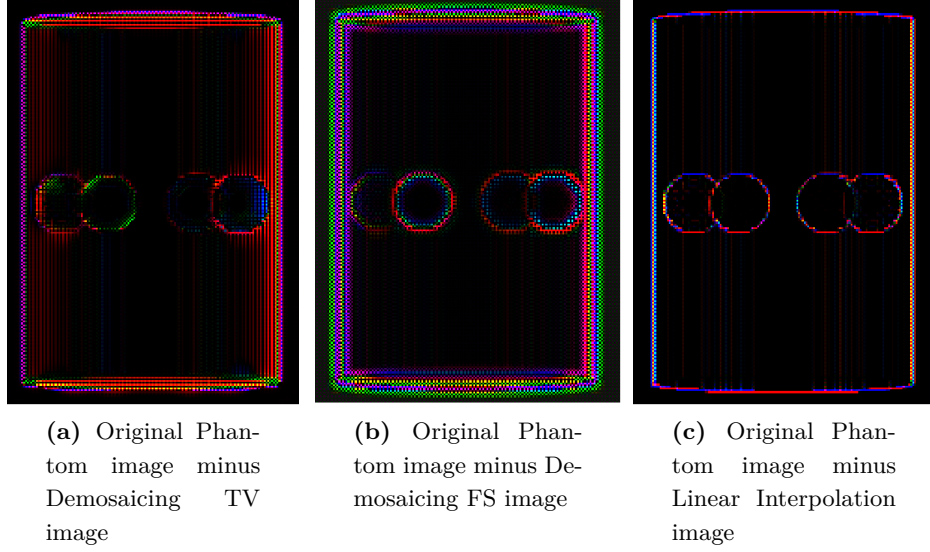 (a) Original Phan-
tom image minus
Demosaicing TV
image
(b) Original Phan-
tom image minus De-
mosaicing FS image
(c) Original Phan-
tom image minus
Linear Interpolation
image